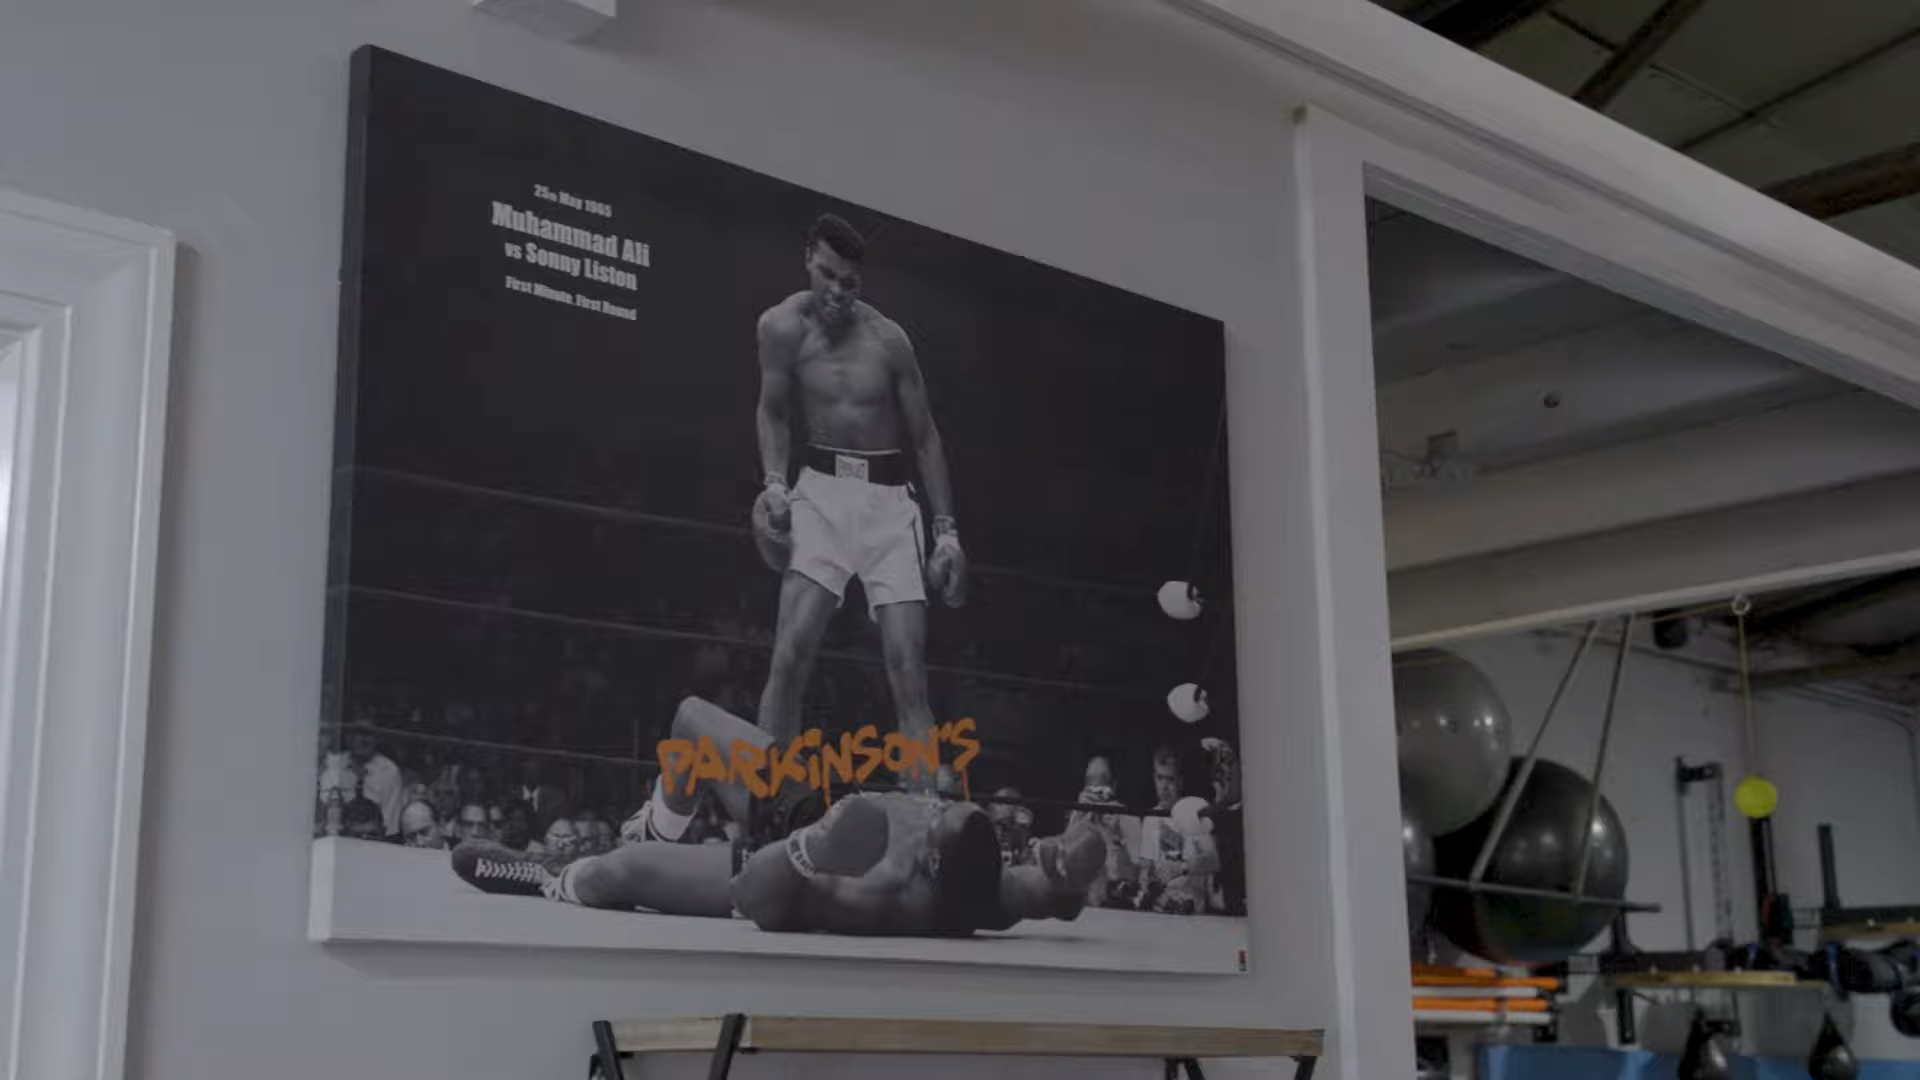 25th May 1965
Muhammad Ali
vs Sonny Liston
First Minute, First Round
PARKiNSON'S